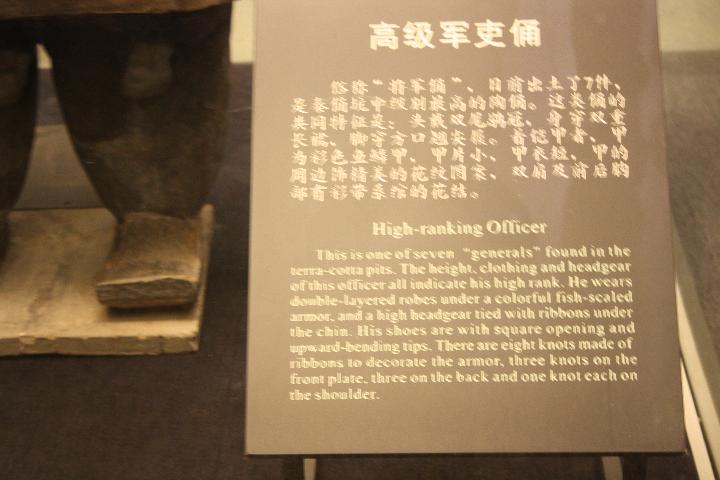 高级军吏俑
俗称“将军俑”、目前出土了7件、
是秦俑坑中级别最高的陶俑。这类俑的
共同特征是：头戴双尾鹖冠、身穿双重
长襦、脚穿方口翘尖履。着铠甲者、甲
为彩色鱼鳞甲、甲片小、甲衣短、甲的
周边饰精美的花纹图案、双肩及前后胸
部有彩带系绾的花结。
High-ranking Officer
This is one of seven “generals” found in the
terra-cotta pits. The height, clothing and headgear
of this officer all indicate his high rank. He wears
double-layered robes under a colorful fish-scaled
armor, and a high headgear tied with ribbons under
the chin. His shoes are with square opening and
upward-bending tips. There are eight knots made of
ribbons to decorate the armor, three knots on the
front plate, three on the back and one knot each on
the shoulder.